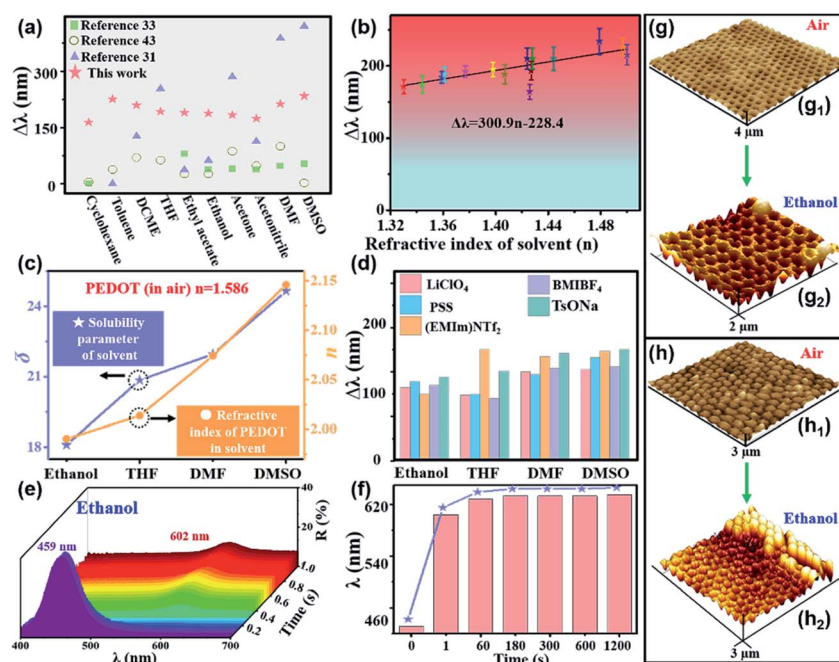 (a)
Reference 33
Reference 43
Reference 31
This work
450
300
150
0
Δλ (nm)
Cyclohexane
Toluene
DCME
THF
Ethyl acetate
Ethanol
Acetone
Acetonitrile
DMF
DMSO
(b)
300
200
100
0
Δλ (nm)
Δλ=300.9n-228.4
1.32 1.36 1.40 1.44 1.48
Refractive index of solvent (n)
(c)
PEDOT (in air) n=1.586
Solubility
parameter
of solvent
Refractive
index of PEDOT
in solvent
24
21
18
δ̃
2.15
2.10
2.05
2.00
n
Ethanol THF DMF DMSO
(d)
LiClO₄
PSS
(EMIm)NTf₂
BMIBF₄
TsONa
200
100
0
Δλ (nm)
Ethanol THF DMF DMSO
(e)
Ethanol
459 nm
602 nm
40
20
R (%)
1.0
0.8
0.6
0.4
0.2
Time (s)
400 500 600 700
λ (nm)
(f)
620
540
460
λ (nm)
0 1 60 180 300 600 1200
Time (s)
(g)
Air
(g₁)
4 μm
Ethanol
(g₂)
2 μm
(h)
Air
(h₁)
3 μm
Ethanol
(h₂)
3 μm